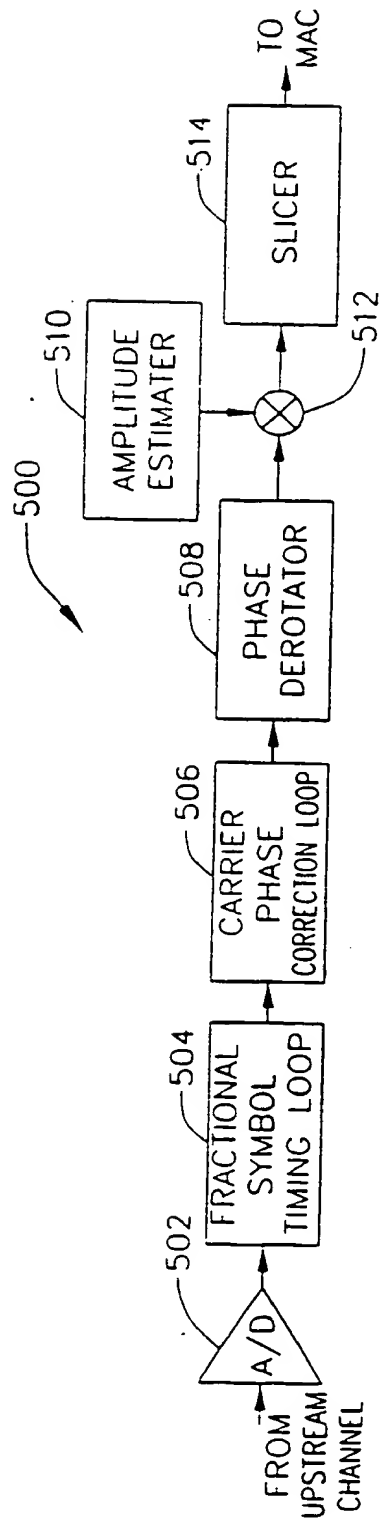 500
FROM
UPSTREAM
CHANNEL
502
A/D
504
FRACTIONAL
SYMBOL
TIMING LOOP
506
CARRIER
PHASE
CORRECTION LOOP
508
PHASE
DEROTATOR
510
AMPLITUDE
ESTIMATER
512
514
SLICER
TO
MAC